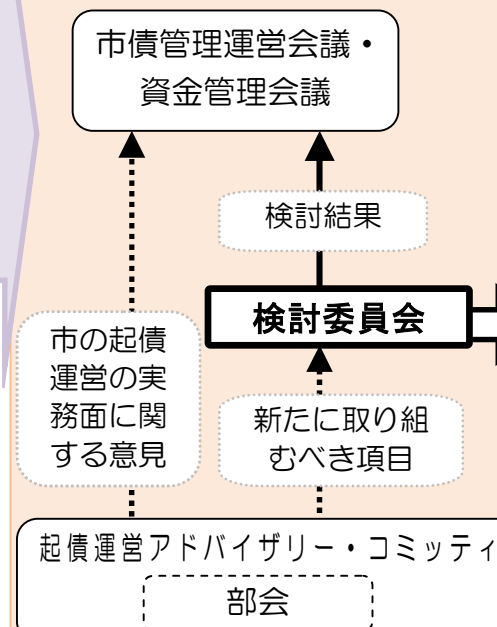 市債管理運営会議・
資金管理会議
検討結果
検討委員会
市の起債
運営の実
務面に関
する意見
新たに取り組
むべき項目
起債運営アドバイザリー・コミッティ
部会